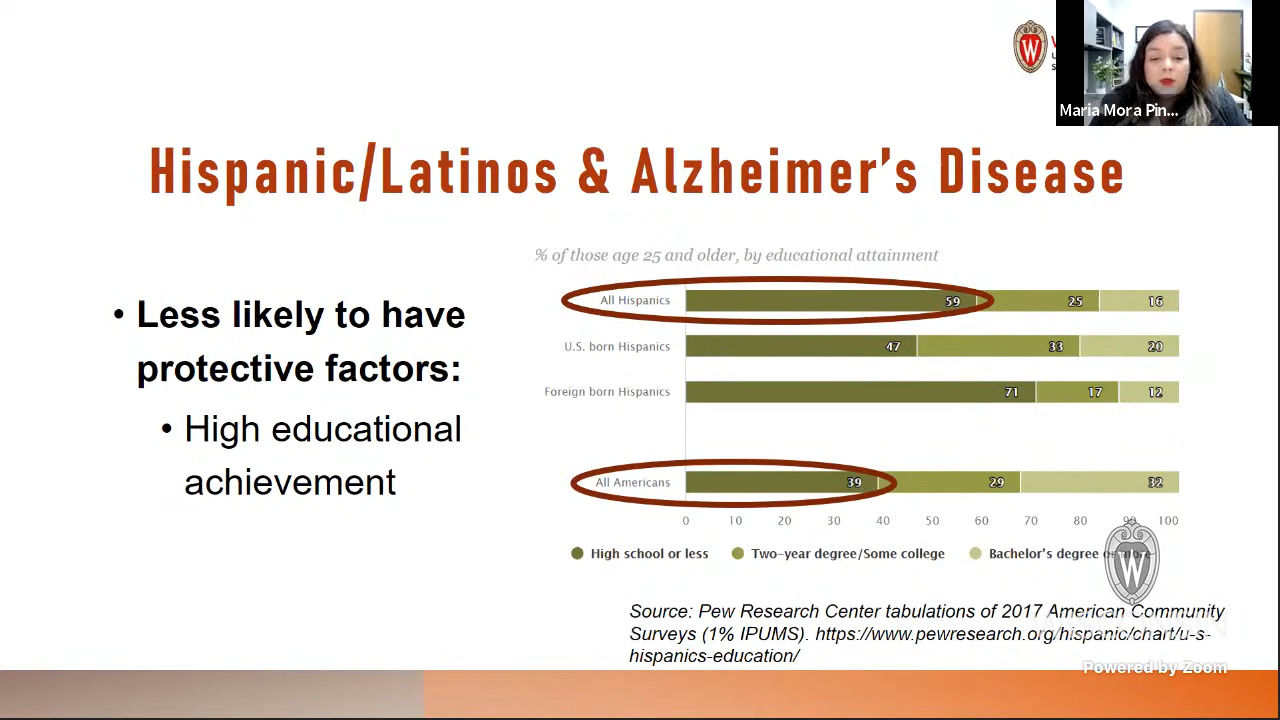 W
Maria Mora Pin...
Hispanic/Latinos & Alzheimer's Disease
• Less likely to have
protective factors:
• High educational
achievement
% of those age 25 and older, by educational attainment
All Hispanics 59 25 16
U.S. born Hispanics 47 33 20
Foreign born Hispanics 71 17 12
All Americans 39 29 32
0 10 20 30 40 50 60 70 80 90 100
High school or less Two-year degree/Some college Bachelor's degree or more
W
Source: Pew Research Center tabulations of 2017 American Community
Surveys (1% IPUMS). https://www.pewresearch.org/hispanic/chart/u-s-
hispanics-education/
Powered by Zoom